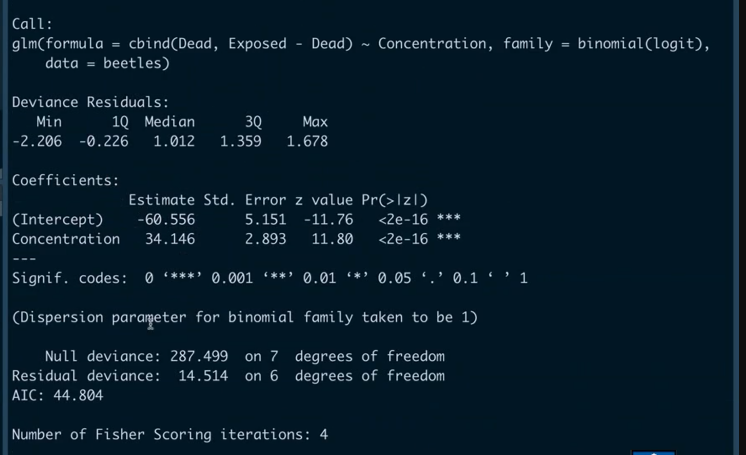 Call:
glm(formula = cbind(Dead, Exposed - Dead) ~ Concentration, family = binomial(logit),
    data = beetles)

Deviance Residuals:
   Min      1Q  Median      3Q     Max
-2.206  -0.226   1.012   1.359   1.678

Coefficients:
              Estimate Std. Error z value Pr(>|z|)
(Intercept)    -60.556      5.151  -11.76   <2e-16 ***
Concentration   34.146      2.893   11.80   <2e-16 ***
---
Signif. codes:  0 ‘***’ 0.001 ‘**’ 0.01 ‘*’ 0.05 ‘.’ 0.1 ‘ ’ 1

(Dispersion parameter for binomial family taken to be 1)

    Null deviance: 287.499  on 7  degrees of freedom
Residual deviance:  14.514  on 6  degrees of freedom
AIC: 44.804

Number of Fisher Scoring iterations: 4